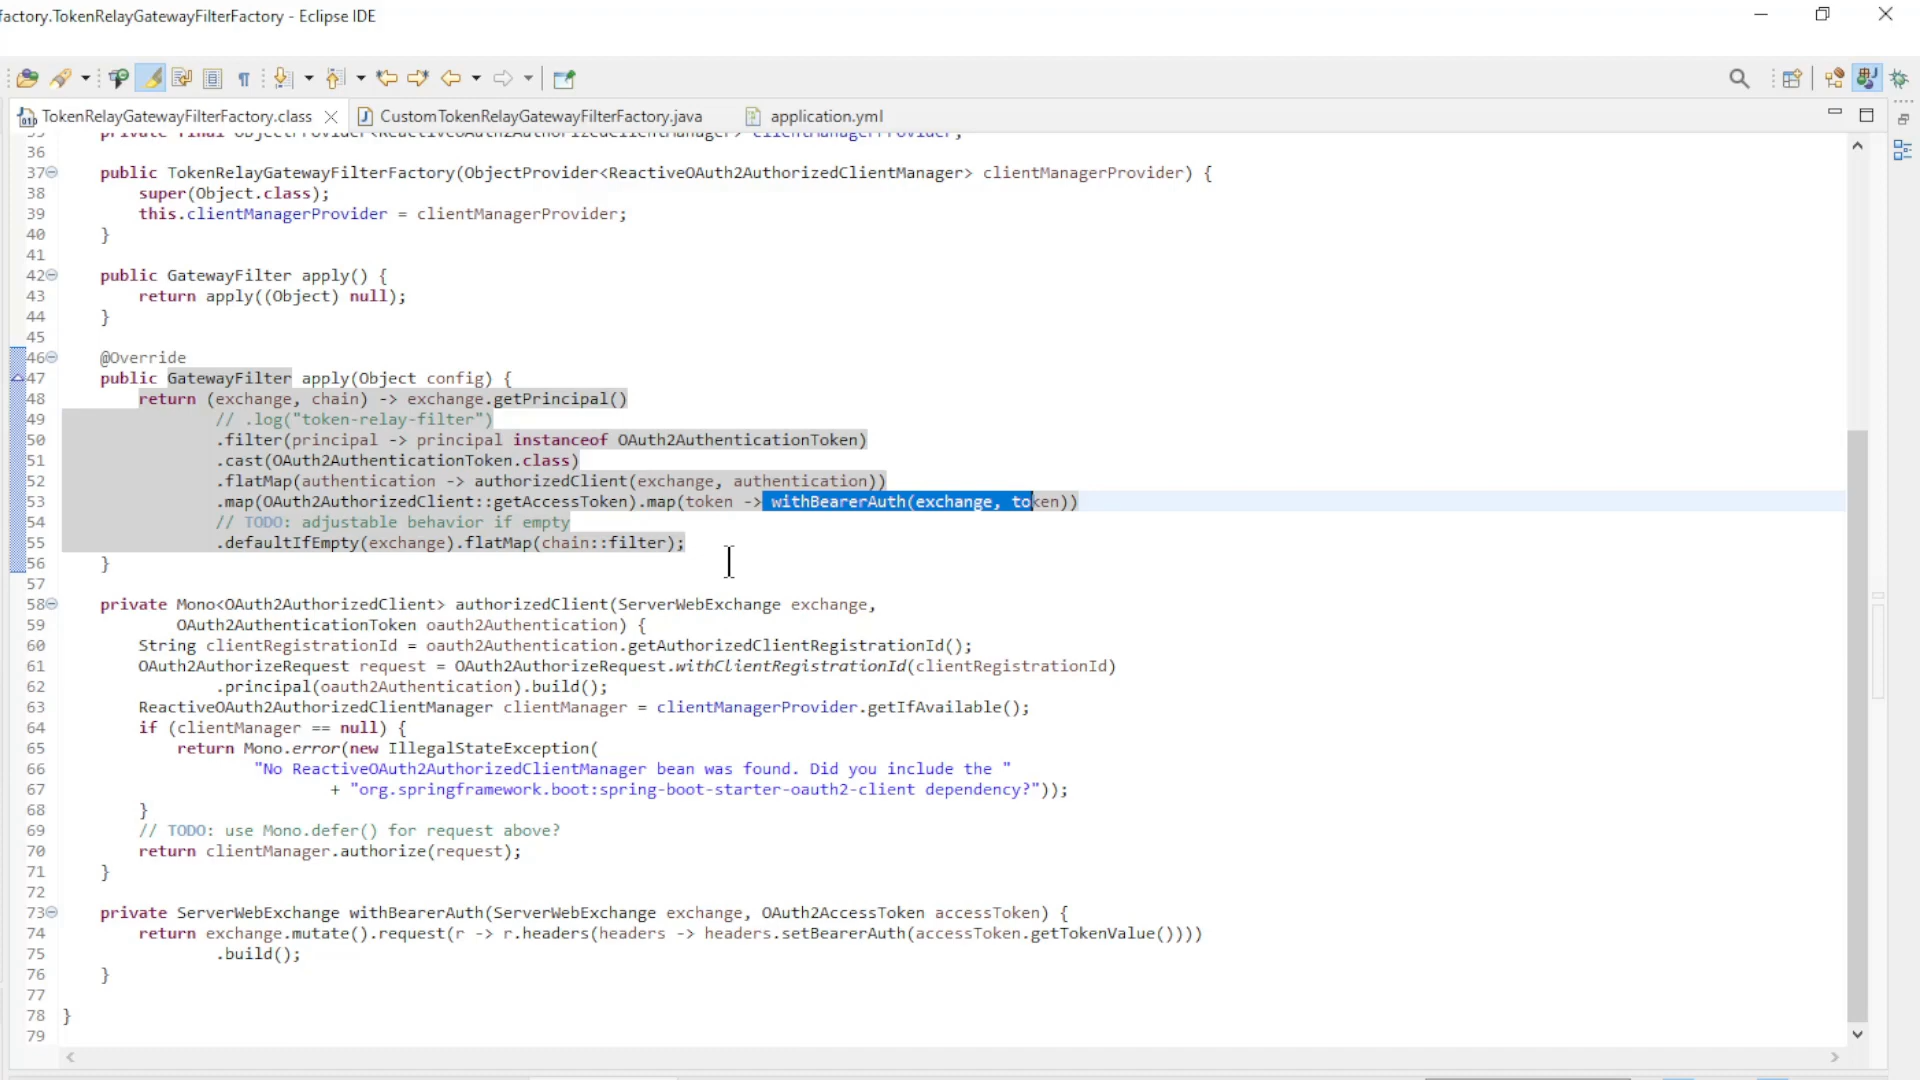 factory.TokenRelayGatewayFilterFactory - Eclipse IDE
TokenRelayGatewayFilterFactory.class
CustomTokenRelayGatewayFilterFactory.java
application.yml
35 private final ObjectProvider<ReactiveOAuth2AuthorizedClientManager> clientManagerProvider;
36
37 public TokenRelayGatewayFilterFactory(ObjectProvider<ReactiveOAuth2AuthorizedClientManager> clientManagerProvider) {
38 super(Object.class);
39 this.clientManagerProvider = clientManagerProvider;
40 }
41
42 public GatewayFilter apply() {
43 return apply((Object) null);
44 }
45
46 @Override
47 public GatewayFilter apply(Object config) {
48 return (exchange, chain) -> exchange.getPrincipal()
49 // .log("token-relay-filter")
50 .filter(principal -> principal instanceof OAuth2AuthenticationToken)
51 .cast(OAuth2AuthenticationToken.class)
52 .flatMap(authentication -> authorizedClient(exchange, authentication))
53 .map(OAuth2AuthorizedClient::getAccessToken).map(token -> withBearerAuth(exchange, token))
54 // TODO: adjustable behavior if empty
55 .defaultIfEmpty(exchange).flatMap(chain::filter);
56 }
57
58 private Mono<OAuth2AuthorizedClient> authorizedClient(ServerWebExchange exchange,
59 OAuth2AuthenticationToken oauth2Authentication) {
60 String clientRegistrationId = oauth2Authentication.getAuthorizedClientRegistrationId();
61 OAuth2AuthorizeRequest request = OAuth2AuthorizeRequest.withClientRegistrationId(clientRegistrationId)
62 .principal(oauth2Authentication).build();
63 ReactiveOAuth2AuthorizedClientManager clientManager = clientManagerProvider.getIfAvailable();
64 if (clientManager == null) {
65 return Mono.error(new IllegalStateException(
66 "No ReactiveOAuth2AuthorizedClientManager bean was found. Did you include the "
67 + "org.springframework.boot:spring-boot-starter-oauth2-client dependency?"));
68 }
69 // TODO: use Mono.defer() for request above?
70 return clientManager.authorize(request);
71 }
72
73 private ServerWebExchange withBearerAuth(ServerWebExchange exchange, OAuth2AccessToken accessToken) {
74 return exchange.mutate().request(r -> r.headers(headers -> headers.setBearerAuth(accessToken.getTokenValue())))
75 .build();
76 }
77
78 }
79